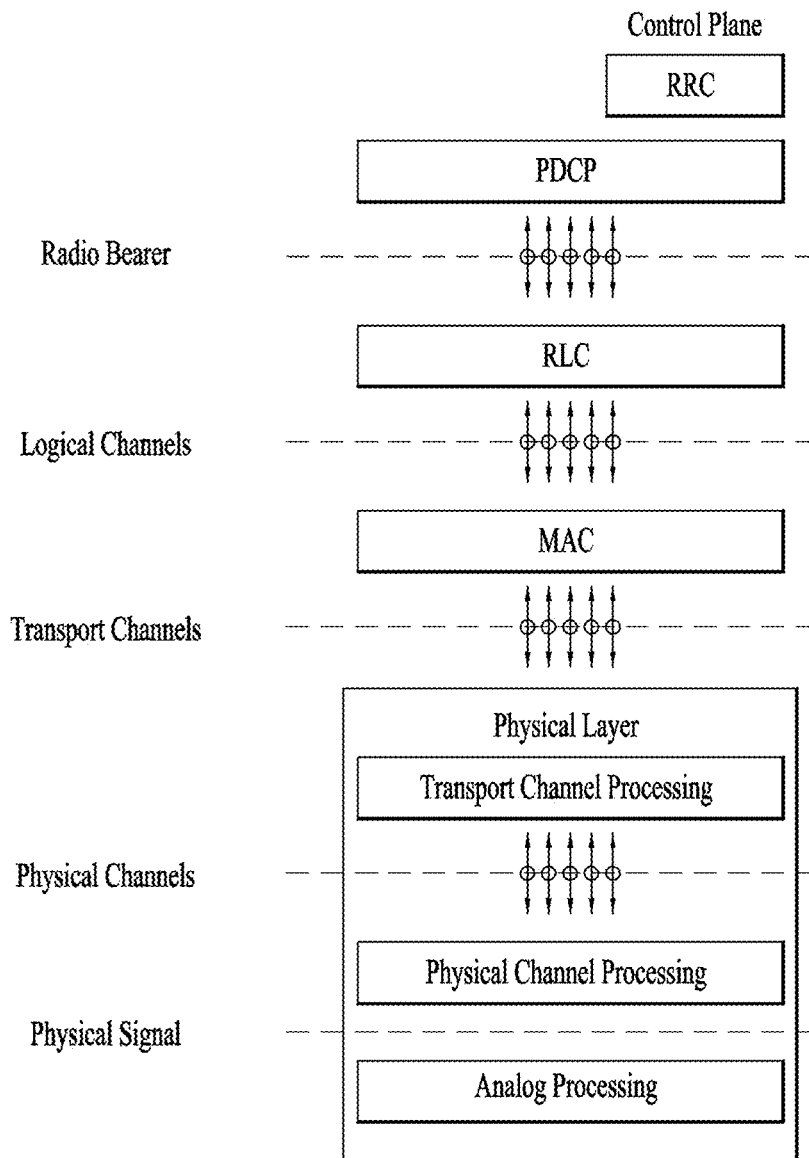 Control Plane
RRC
PDCP
Radio Bearer
RLC
Logical Channels
MAC
Transport Channels
Physical Layer
Transport Channel Processing
Physical Channels
Physical Channel Processing
Physical Signal
Analog Processing